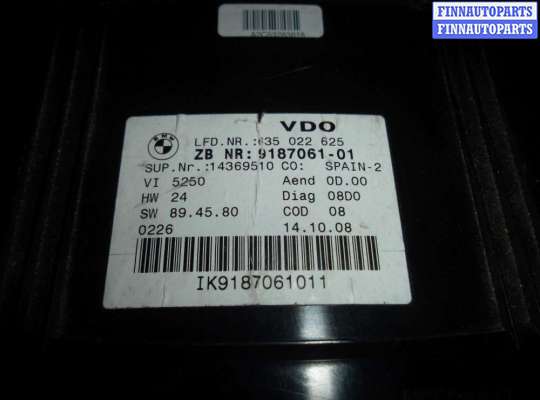 FINNAUTOPARTS
FINNAUTOPARTS
FINNAUTOPARTS
BMW
VDO
LFD.NR.:635 022 625
ZB NR:9187061-01
SUP.Nr.:14369510 CO: SPAIN-2
VI 5250 Aend 0D.00
HW 24 Diag 08D0
SW 89.45.80 COD 08
0226 14.10.08
IK9187061011